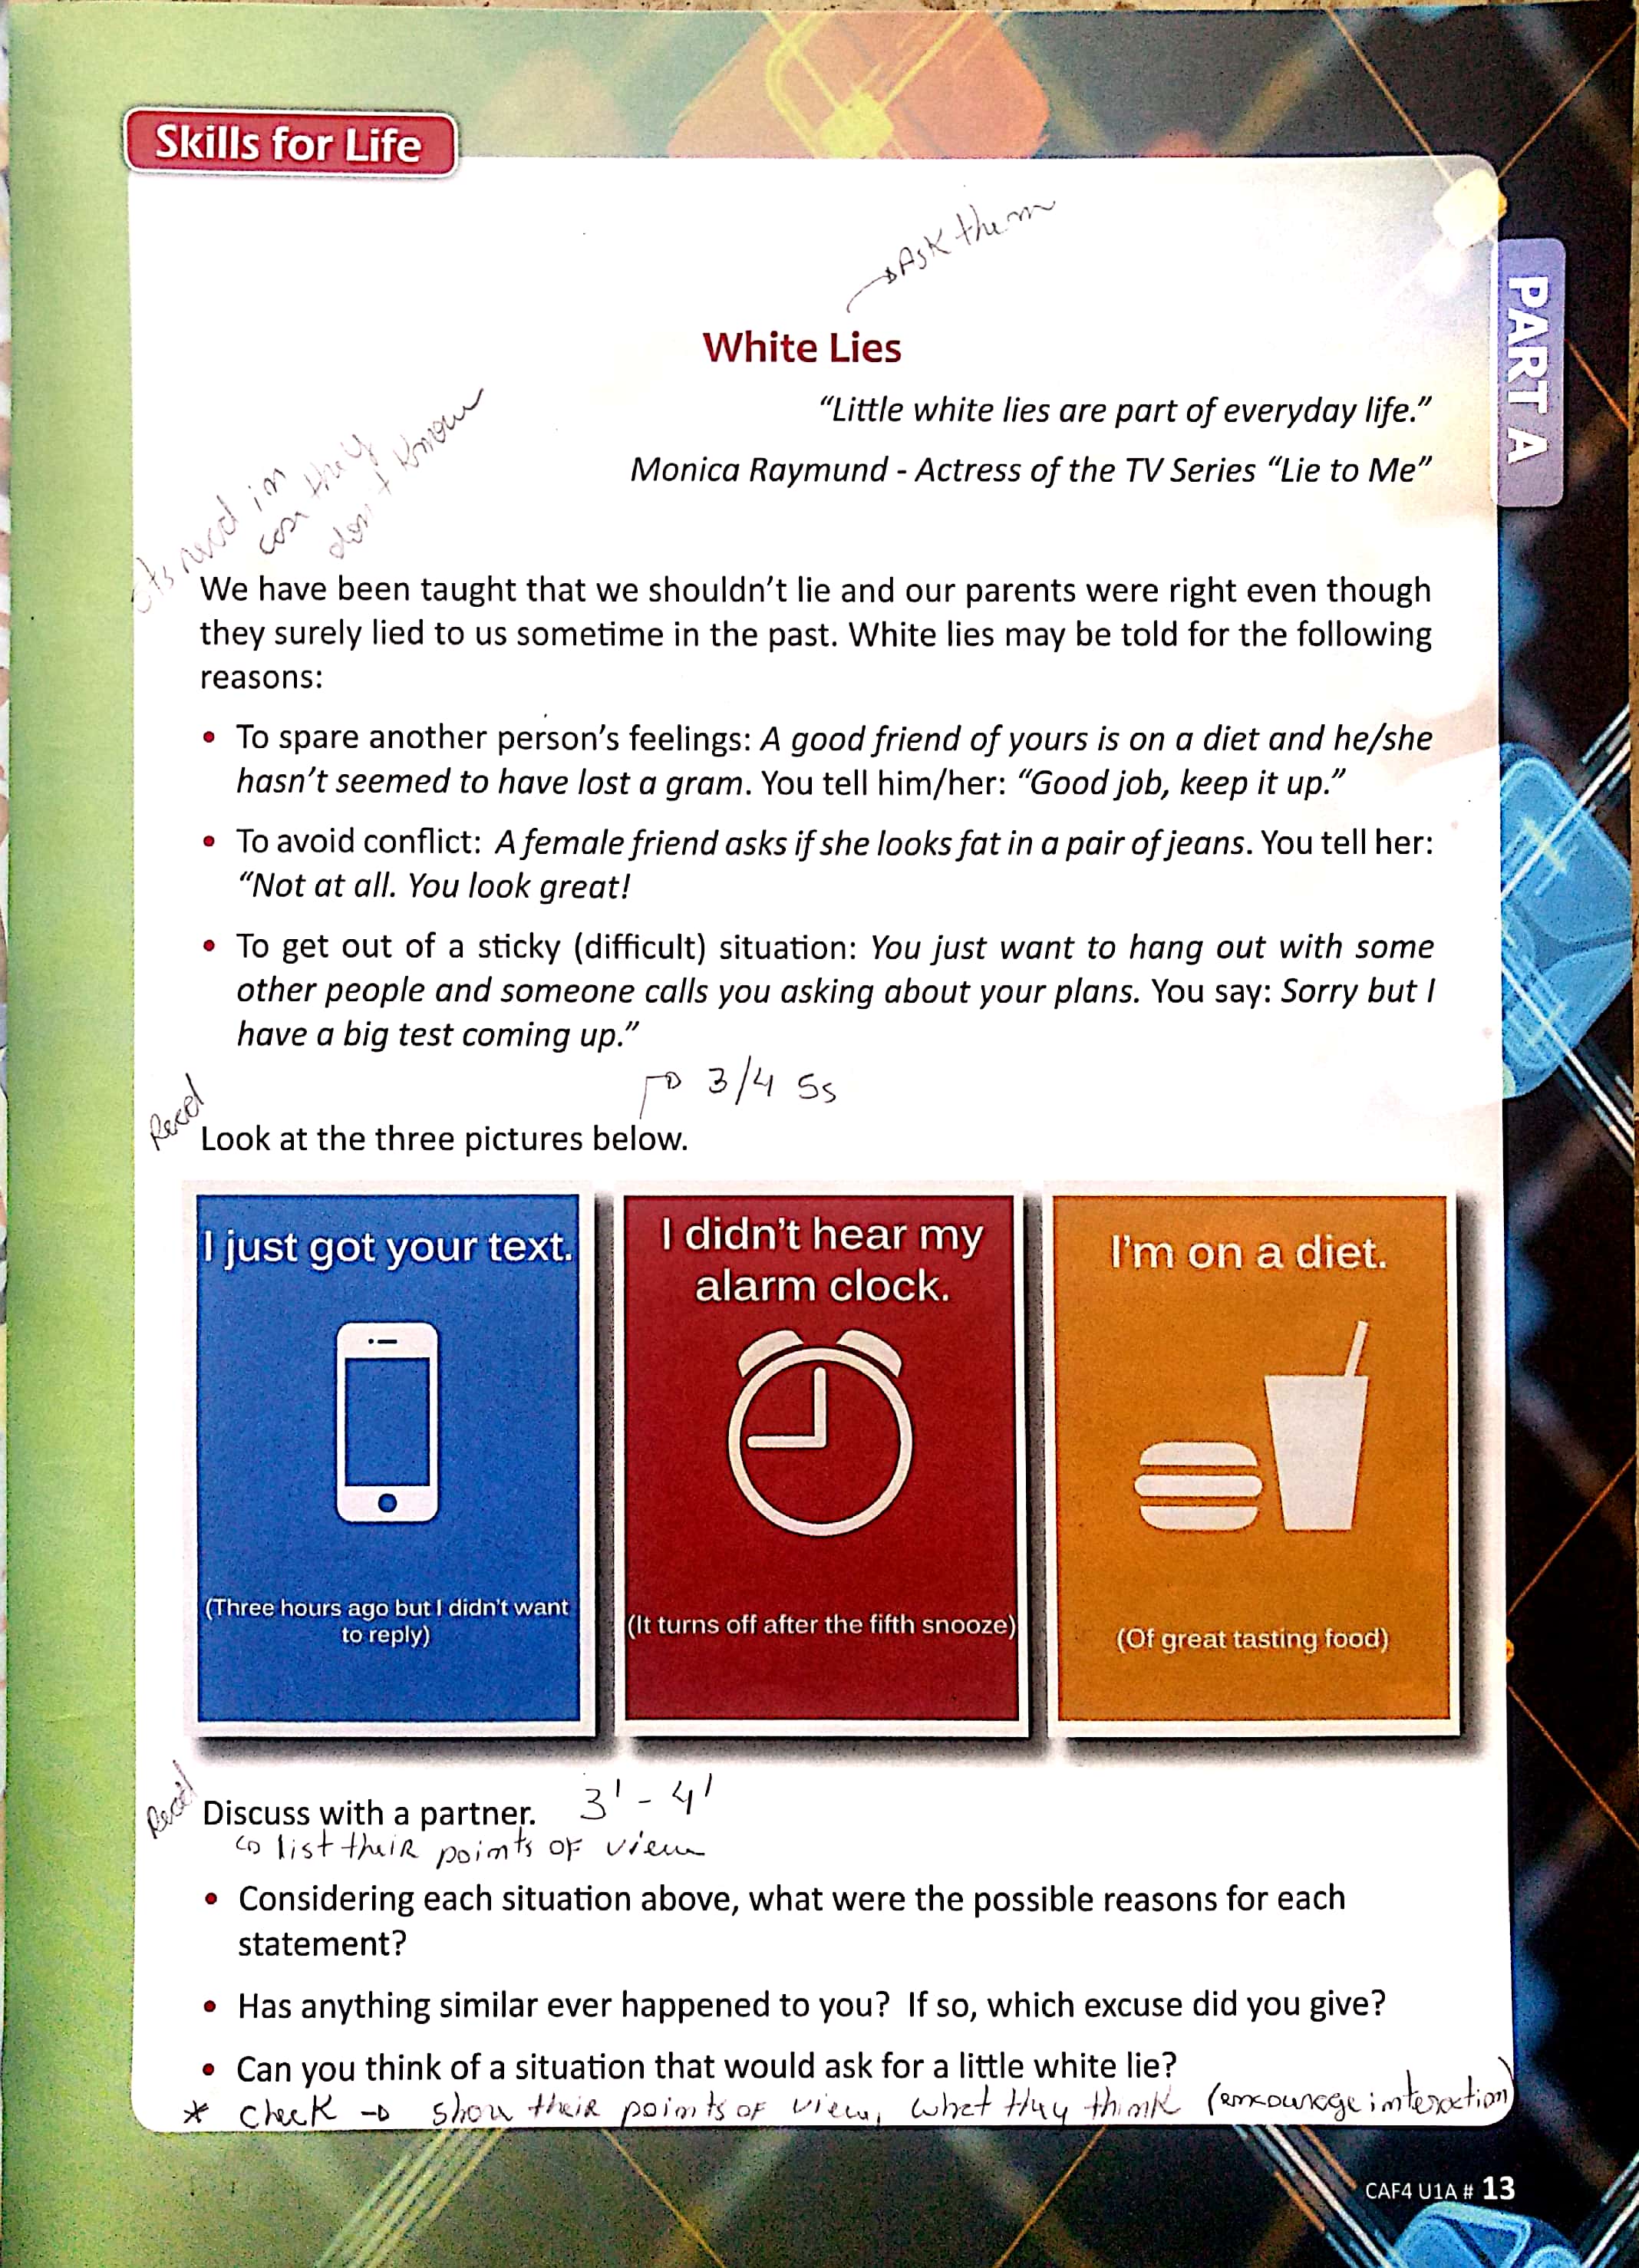 Skills for Life
Ask them
PART A
White Lies
“Little white lies are part of everyday life.”
Monica Raymund - Actress of the TV Series “Lie to Me”
read in
case they
don't know
We have been taught that we shouldn’t lie and our parents were right even though
they surely lied to us sometime in the past. White lies may be told for the following
reasons:
• To spare another person’s feelings: A good friend of yours is on a diet and he/she
hasn’t seemed to have lost a gram. You tell him/her: “Good job, keep it up.”
• To avoid conflict: A female friend asks if she looks fat in a pair of jeans. You tell her:
“Not at all. You look great!
• To get out of a sticky (difficult) situation: You just want to hang out with some
other people and someone calls you asking about your plans. You say: Sorry but I
have a big test coming up.”
3/4 Ss
Read
Look at the three pictures below.
I just got your text.
(Three hours ago but I didn't want
to reply)
I didn't hear my
alarm clock.
(It turns off after the fifth snooze)
I'm on a diet.
(Of great tasting food)
Read
Discuss with a partner. 3' - 4'
list their points of view
• Considering each situation above, what were the possible reasons for each
statement?
• Has anything similar ever happened to you? If so, which excuse did you give?
• Can you think of a situation that would ask for a little white lie?
* check → show their points of view, what they think (encourage interaction)
CAF4 U1A # 13